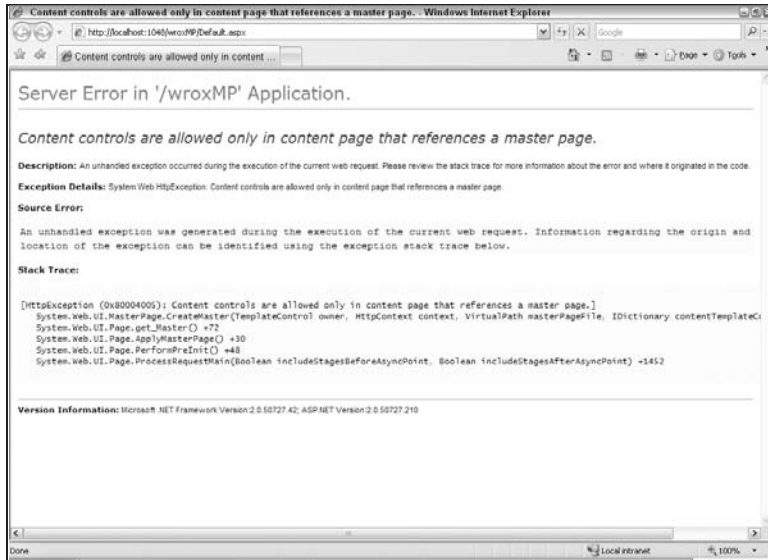 Content controls are allowed only in content page that references a master page. - Windows Internet Explorer
http://localhost:1040/wroxMP/Default.aspx
Google
Content controls are allowed only in content ...
Page
Tools
Server Error in '/wroxMP' Application.
Content controls are allowed only in content page that references a master page.
Description: An unhandled exception occurred during the execution of the current web request. Please review the stack trace for more information about the error and where it originated in the code.
Exception Details: System.Web.HttpException: Content controls are allowed only in content page that references a master page.
Source Error:
An unhandled exception was generated during the execution of the current web request. Information regarding the origin and
location of the exception can be identified using the exception stack trace below.
Stack Trace:
[HttpException (0x80004005): Content controls are allowed only in content page that references a master page.]
System.Web.UI.MasterPage.CreateMaster(TemplateControl owner, HttpContext context, VirtualPath masterPageFile, IDictionary contentTemplateCo
System.Web.UI.Page.get_Master() +72
System.Web.UI.Page.ApplyMasterPage() +30
System.Web.UI.Page.PerformPreInit() +48
System.Web.UI.Page.ProcessRequestMain(Boolean includeStagesBeforeAsyncPoint, Boolean includeStagesAfterAsyncPoint) +1452
Version Information: Microsoft .NET Framework Version:2.0.50727.42; ASP.NET Version:2.0.50727.210
Done
Local intranet
100%